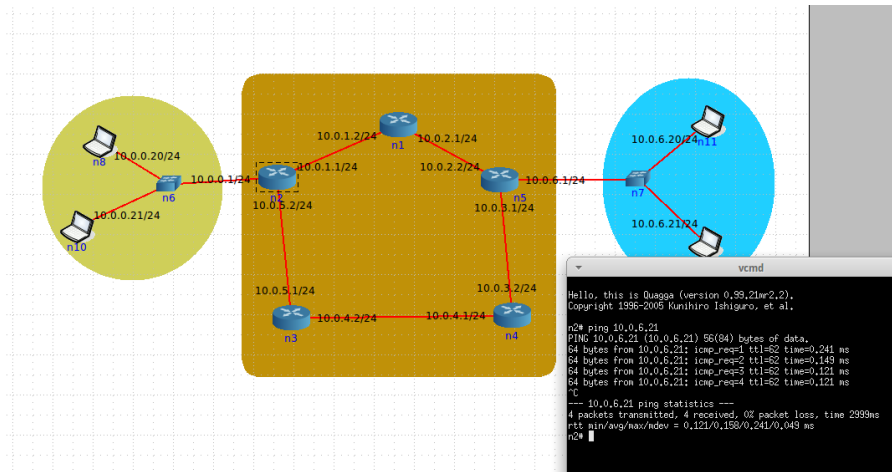 n8
10.0.0.20/24
n6
10.0.0.21/24
n10
10.0.0.1/24
n2
10.0.1.1/24
10.0.5.2/24
10.0.1.2/24
n1
10.0.2.1/24
10.0.2.2/24
n5
10.0.3.1/24
10.0.6.1/24
10.0.5.1/24
n3
10.0.4.2/24
10.0.4.1/24
10.0.3.2/24
n4
n7
10.0.6.20/24
n11
10.0.6.21/24
vcmd
Hello, this is Quagga (version 0.99.21mr2.2).
Copyright 1996-2005 Kunihiro Ishiguro, et al.
n2# ping 10.0.6.21
PING 10.0.6.21 (10.0.6.21) 56(84) bytes of data.
64 bytes from 10.0.6.21: icmp_req=1 ttl=62 time=0.241 ms
64 bytes from 10.0.6.21: icmp_req=2 ttl=62 time=0.149 ms
64 bytes from 10.0.6.21: icmp_req=3 ttl=62 time=0.121 ms
64 bytes from 10.0.6.21: icmp_req=4 ttl=62 time=0.121 ms
^C
--- 10.0.6.21 ping statistics ---
4 packets transmitted, 4 received, 0% packet loss, time 2999ms
rtt min/avg/max/mdev = 0.121/0.158/0.241/0.049 ms
n2#